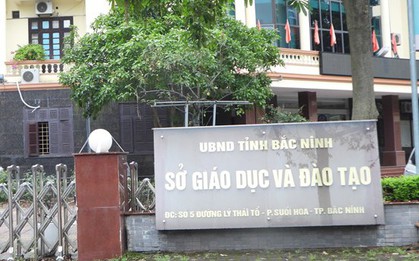 UBND TỈNH BẮC NINH
SỞ GIÁO DỤC VÀ ĐÀO TẠO
ĐC: SỐ 5 ĐƯỜNG LÝ THÁI TỔ - P.SUỐI HOA - TP. BẮC NINH